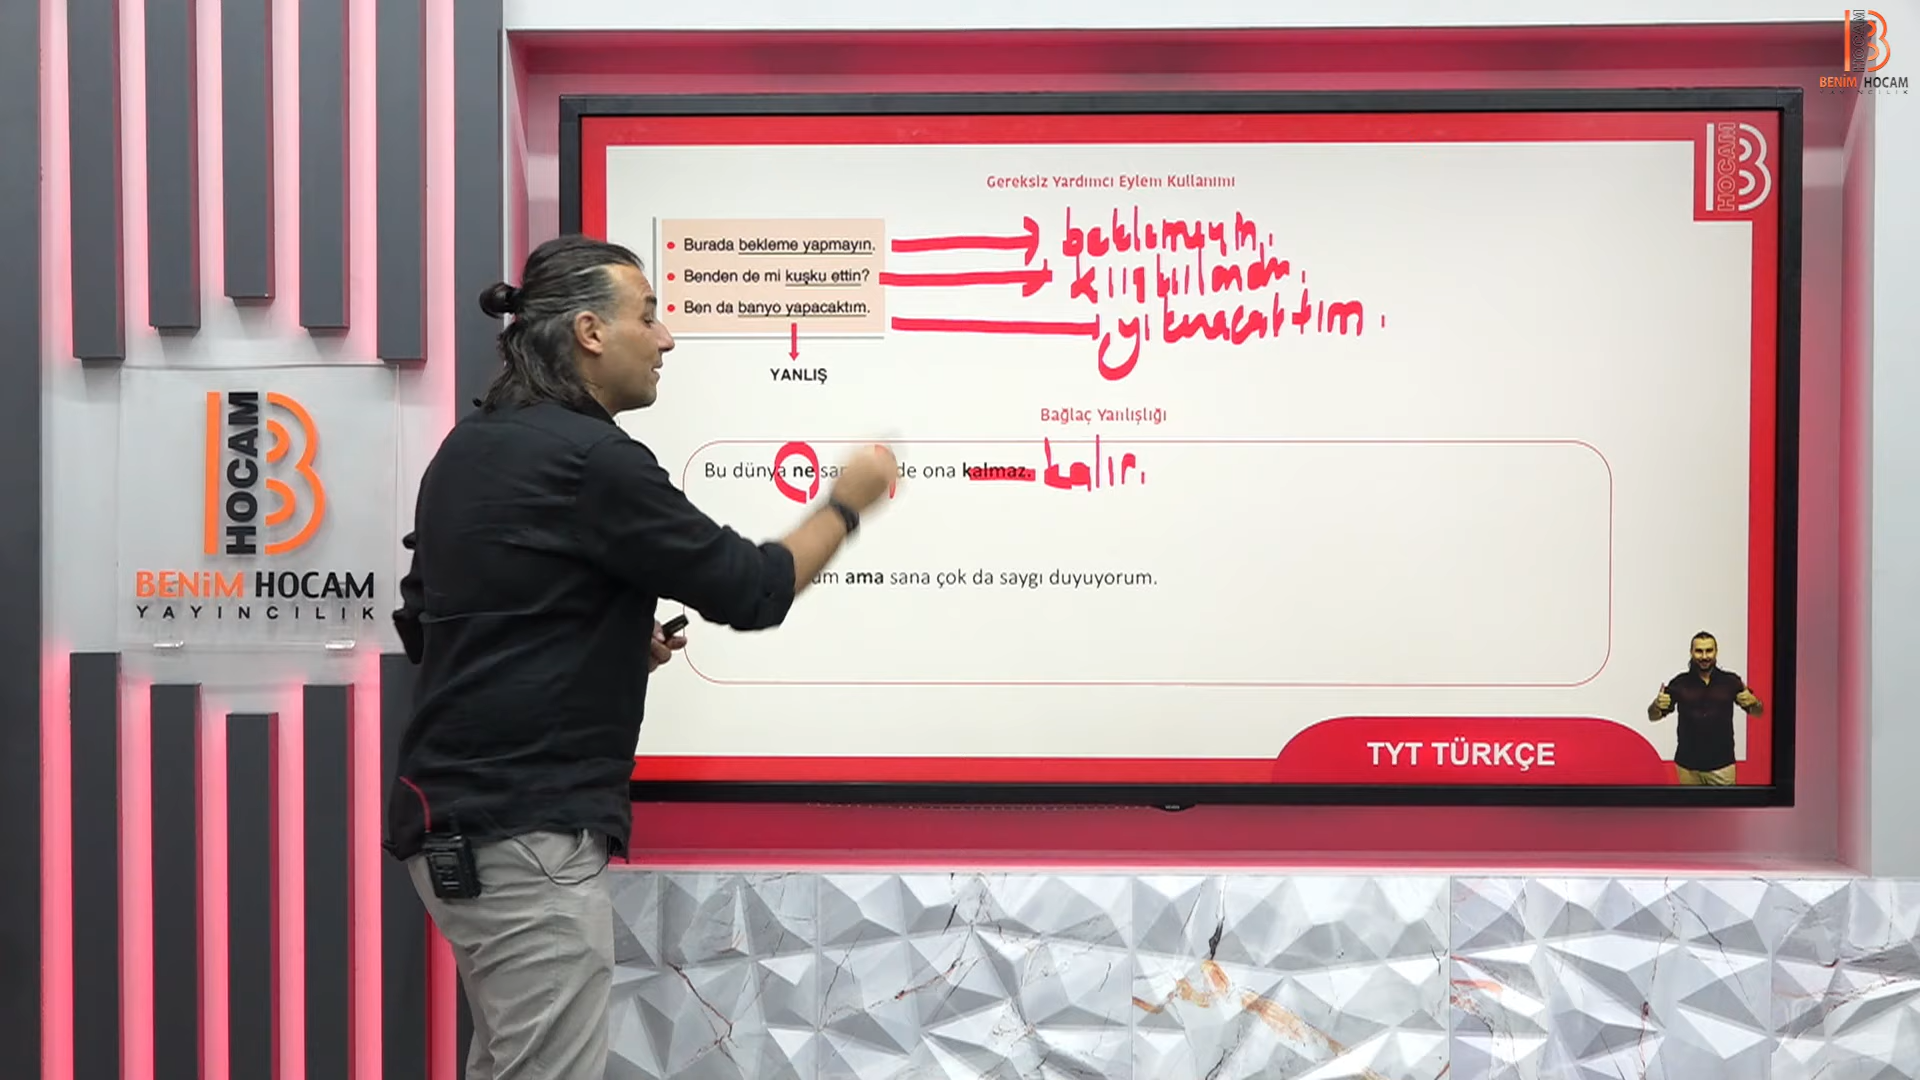 BENİM HOCAM
YAYINCILIK
HOCAM
Gereksiz Yardımcı Eylem Kullanımı
• Burada bekleme yapmayın.
• Benden de mi kuşku ettin?
• Ben da banyo yapacaktım.
YANLIŞ
beklemeyin.
yıkanacaktım.
Bağlaç Yanlışlığı
Bu dünya ne de ona kalmaz. kalır.
ama sana çok da saygı duyuyorum.
HOCAM
BENİM HOCAM
YAYINCILIK
TYT TÜRKÇE